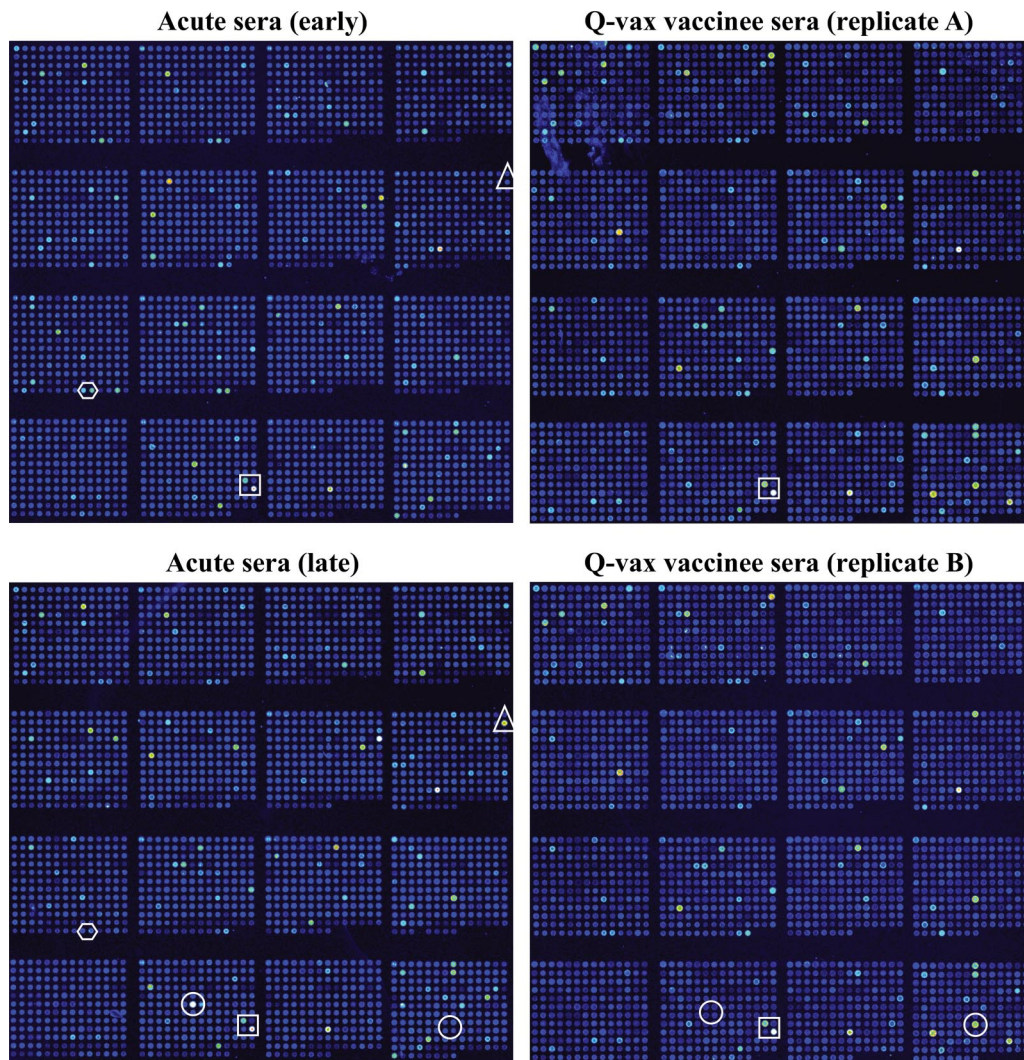 Acute sera (early)
Q-vax vaccinee sera (replicate A)
Acute sera (late)
Q-vax vaccinee sera (replicate B)